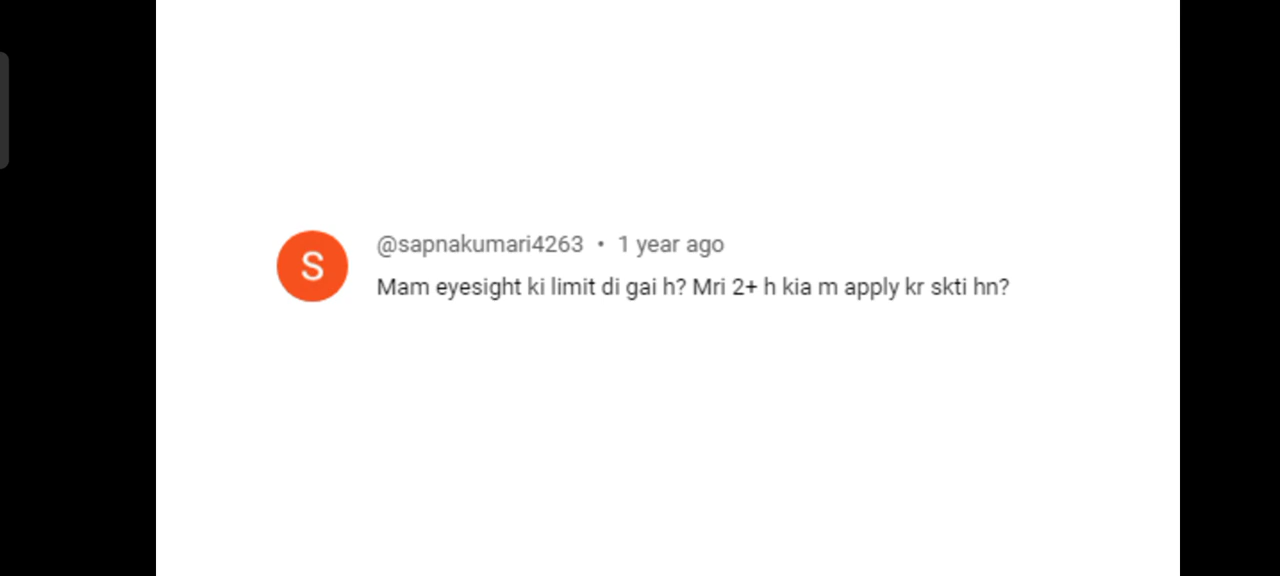 S
@sapnakumari4263 • 1 year ago
Mam eyesight ki limit di gai h? Mri 2+ h kia m apply kr skti hn?